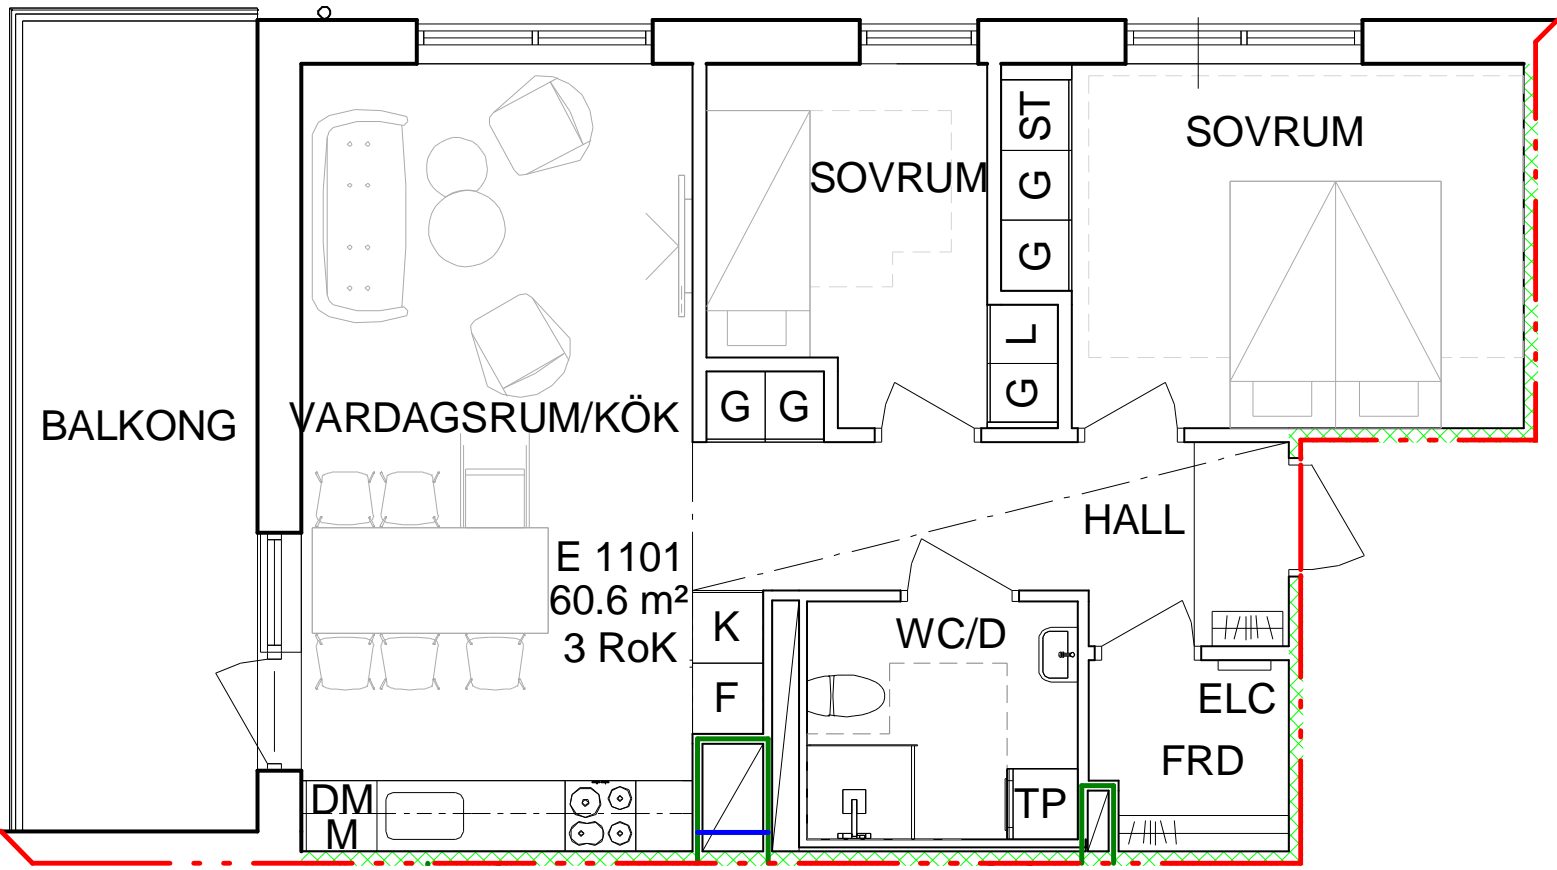 ST
SOVRUM
SOVRUM
G
G
L
G
G G
BALKONG
VARDAGSRUM/KÖK
HALL
E 1101
60.6 m²
3 RoK
K
WC/D
F
ELC
FRD
DM
M
TP